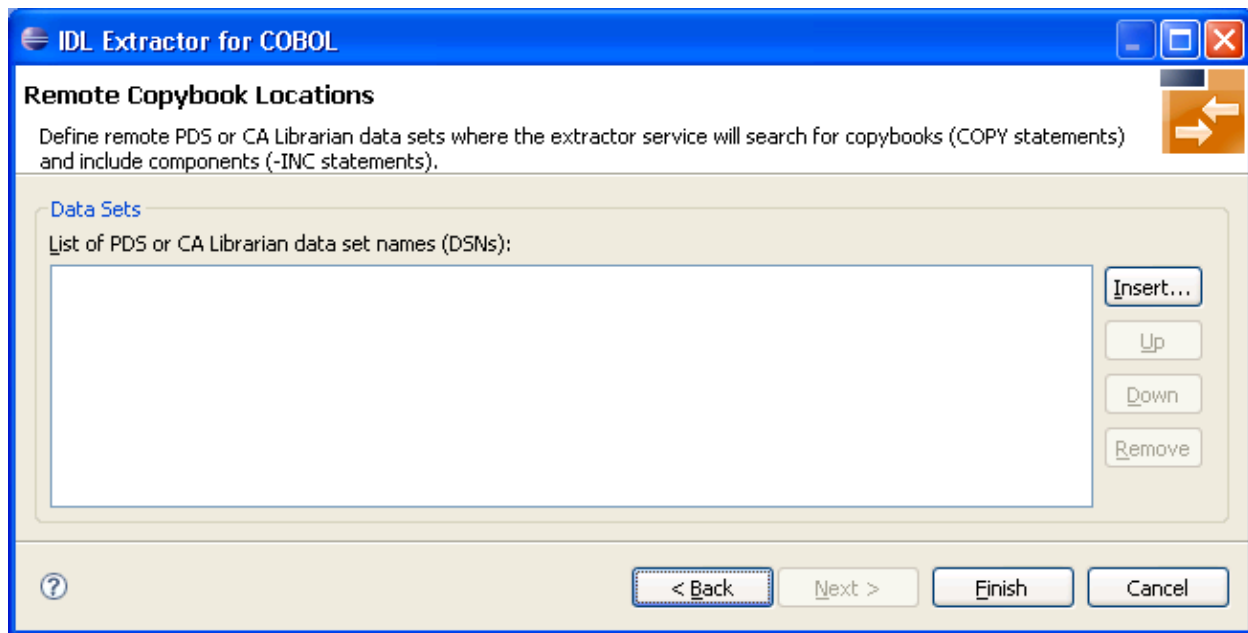 IDL Extractor for COBOL
Remote Copybook Locations
Define remote PDS or CA Librarian data sets where the extractor service will search for copybooks (COPY statements)
and include components (-INC statements).
Data Sets
List of PDS or CA Librarian data set names (DSNs):
Insert...
Up
Down
Remove
?
< Back
Next >
Finish
Cancel